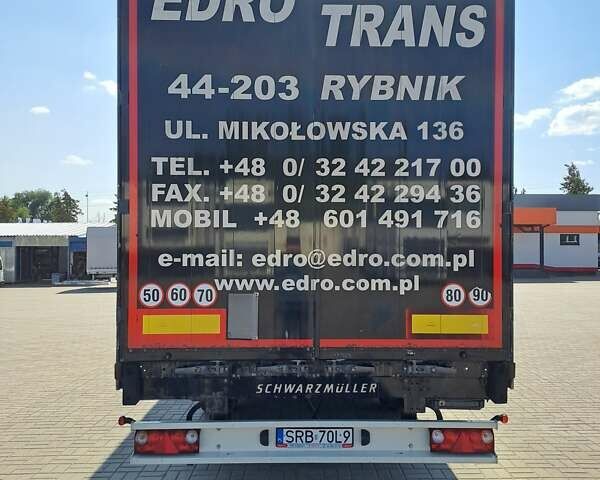 EDRO TRANS
44-203 RYBNIK
UL. MIKOŁOWSKA 136
TEL. +48 0/ 32 42 217 00
FAX. +48 0/ 32 42 294 36
MOBIL +48 601 491 716
e-mail: edro@edro.com.pl
www.edro.com.pl
50 60 70 80 90
SCHWARZMÜLLER
SRB 70L9